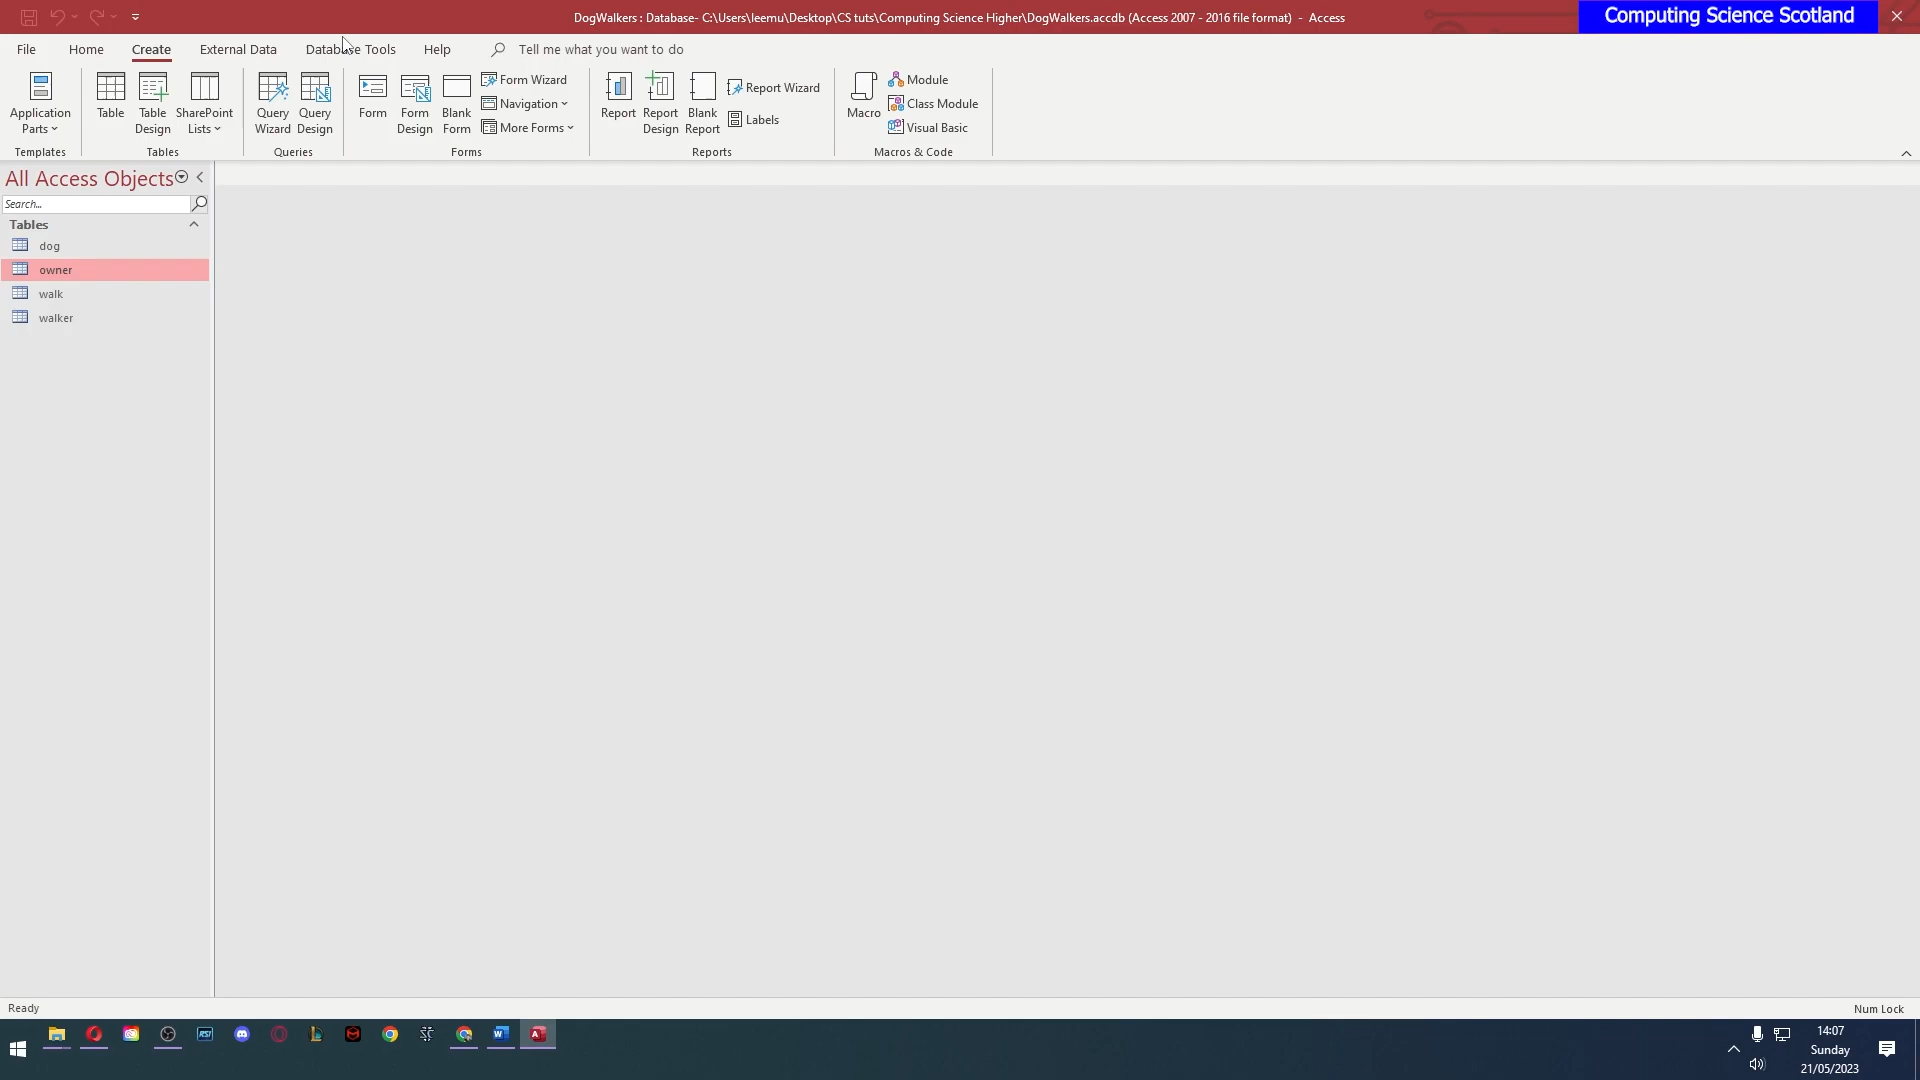 DogWalkers : Database- C:\Users\leemu\Desktop\CS tuts\Computing Science Higher\DogWalkers.accdb (Access 2007 - 2016 file format) - Access
Computing Science Scotland
File Home Create External Data Database Tools Help Tell me what you want to do
Application Parts
Templates
Table
Table Design
SharePoint Lists
Tables
Query Wizard
Query Design
Queries
Form
Form Design
Blank Form
Form Wizard
Navigation
More Forms
Forms
Report
Report Design
Blank Report
Report Wizard
Labels
Reports
Macro
Module
Class Module
Visual Basic
Macros & Code
All Access Objects
Search...
Tables
dog
owner
walk
walker
Ready
Num Lock
14:07
Sunday
21/05/2023